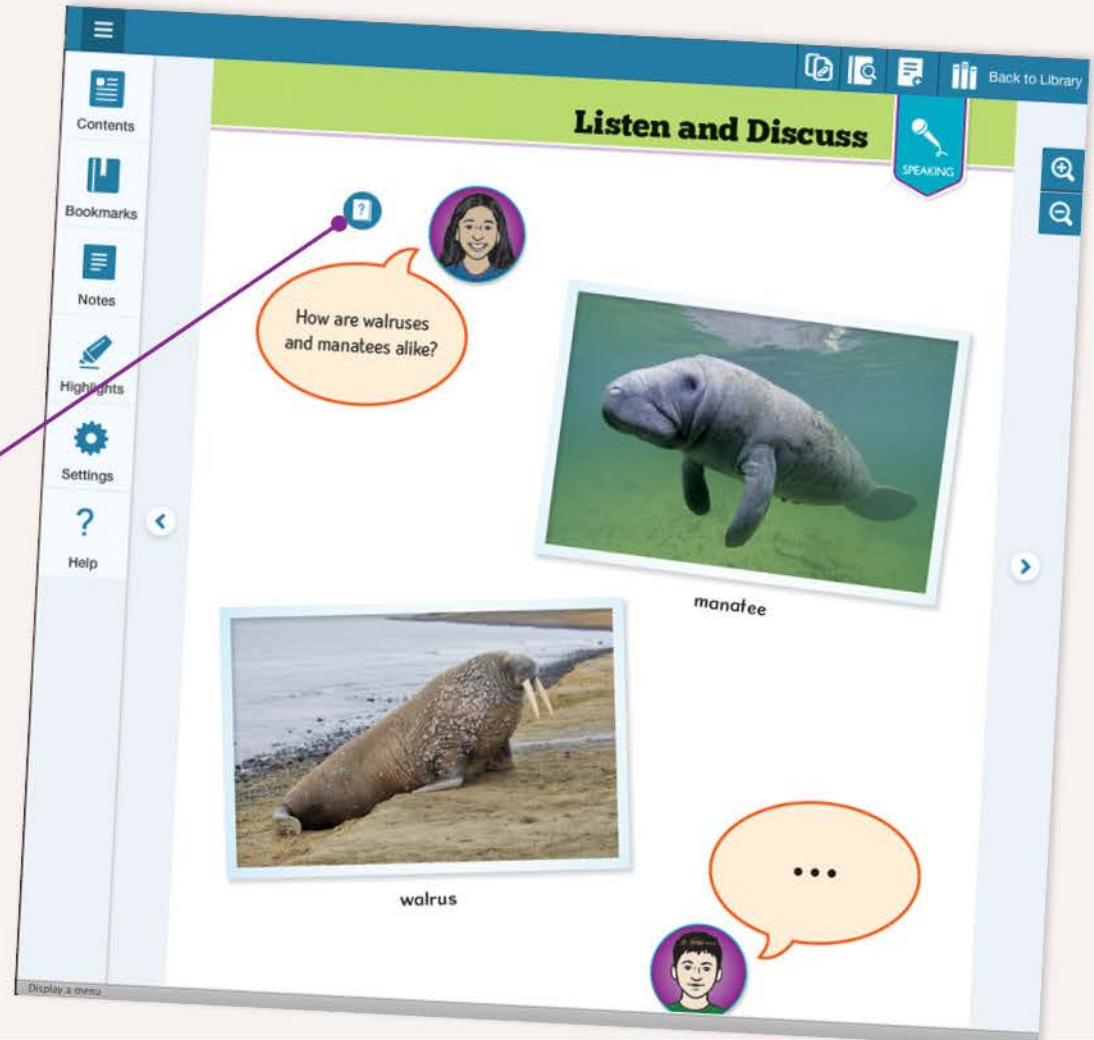 Back to Library
Contents
Bookmarks
Notes
Highlights
Settings
?
Help
Listen and Discuss
SPEAKING
?
How are walruses
and manatees alike?
manatee
walrus
...
Display a menu